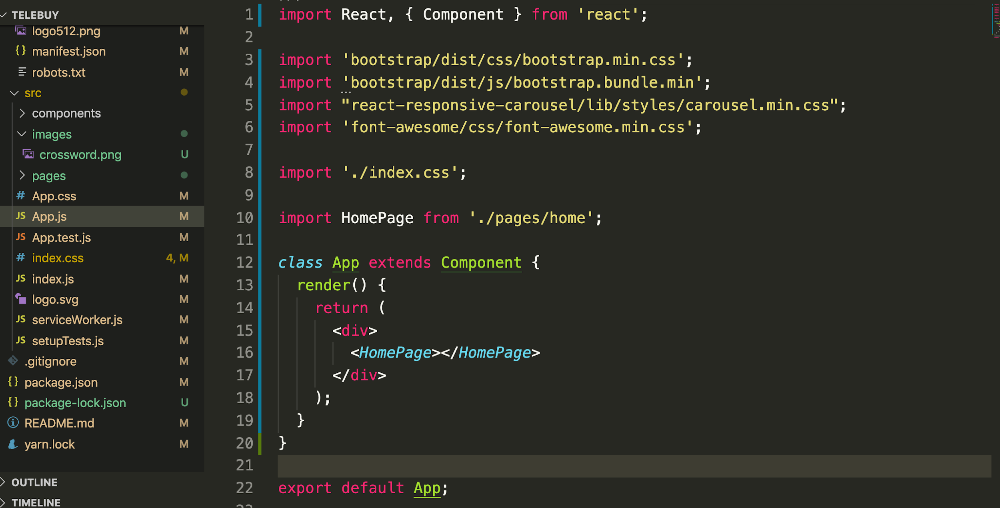 TELEBUY
logo512.png M
manifest.json M
robots.txt M
src
components
images
crossword.png U
pages
App.css M
App.js M
App.test.js M
index.css 4, M
index.js M
logo.svg M
serviceWorker.js M
setupTests.js M
.gitignore M
package.json M
package-lock.json U
README.md M
yarn.lock M
OUTLINE
TIMELINE
1 import React, { Component } from 'react';
2
3 import 'bootstrap/dist/css/bootstrap.min.css';
4 import 'bootstrap/dist/js/bootstrap.bundle.min';
5 import "react-responsive-carousel/lib/styles/carousel.min.css";
6 import 'font-awesome/css/font-awesome.min.css';
7
8 import './index.css';
9
10 import HomePage from './pages/home';
11
12 class App extends Component {
13 render() {
14 return (
15 <div>
16 <HomePage></HomePage>
17 </div>
18 );
19 }
20 }
21
22 export default App;